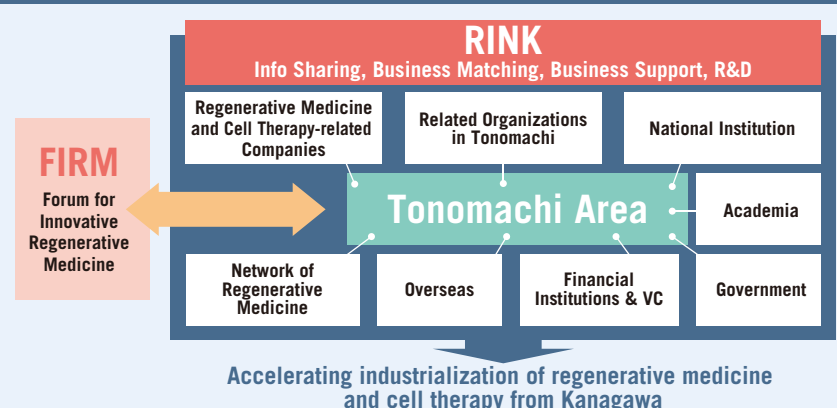 RINK
Info Sharing, Business Matching, Business Support, R&D
Regenerative Medicine
and Cell Therapy-related
Companies
Related Organizations
in Tonomachi
National Institution
FIRM
Forum for
Innovative
Regenerative
Medicine
Tonomachi Area
Academia
Network of
Regenerative
Medicine
Overseas
Financial
Institutions & VC
Government
Accelerating industrialization of regenerative medicine
and cell therapy from Kanagawa